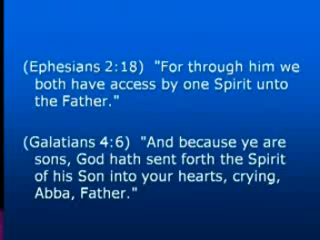 (Ephesians 2:18)  "For through him we
both have access by one Spirit unto
the Father."
(Galatians 4:6)  "And because ye are
sons, God hath sent forth the Spirit
of his Son into your hearts, crying,
Abba, Father."